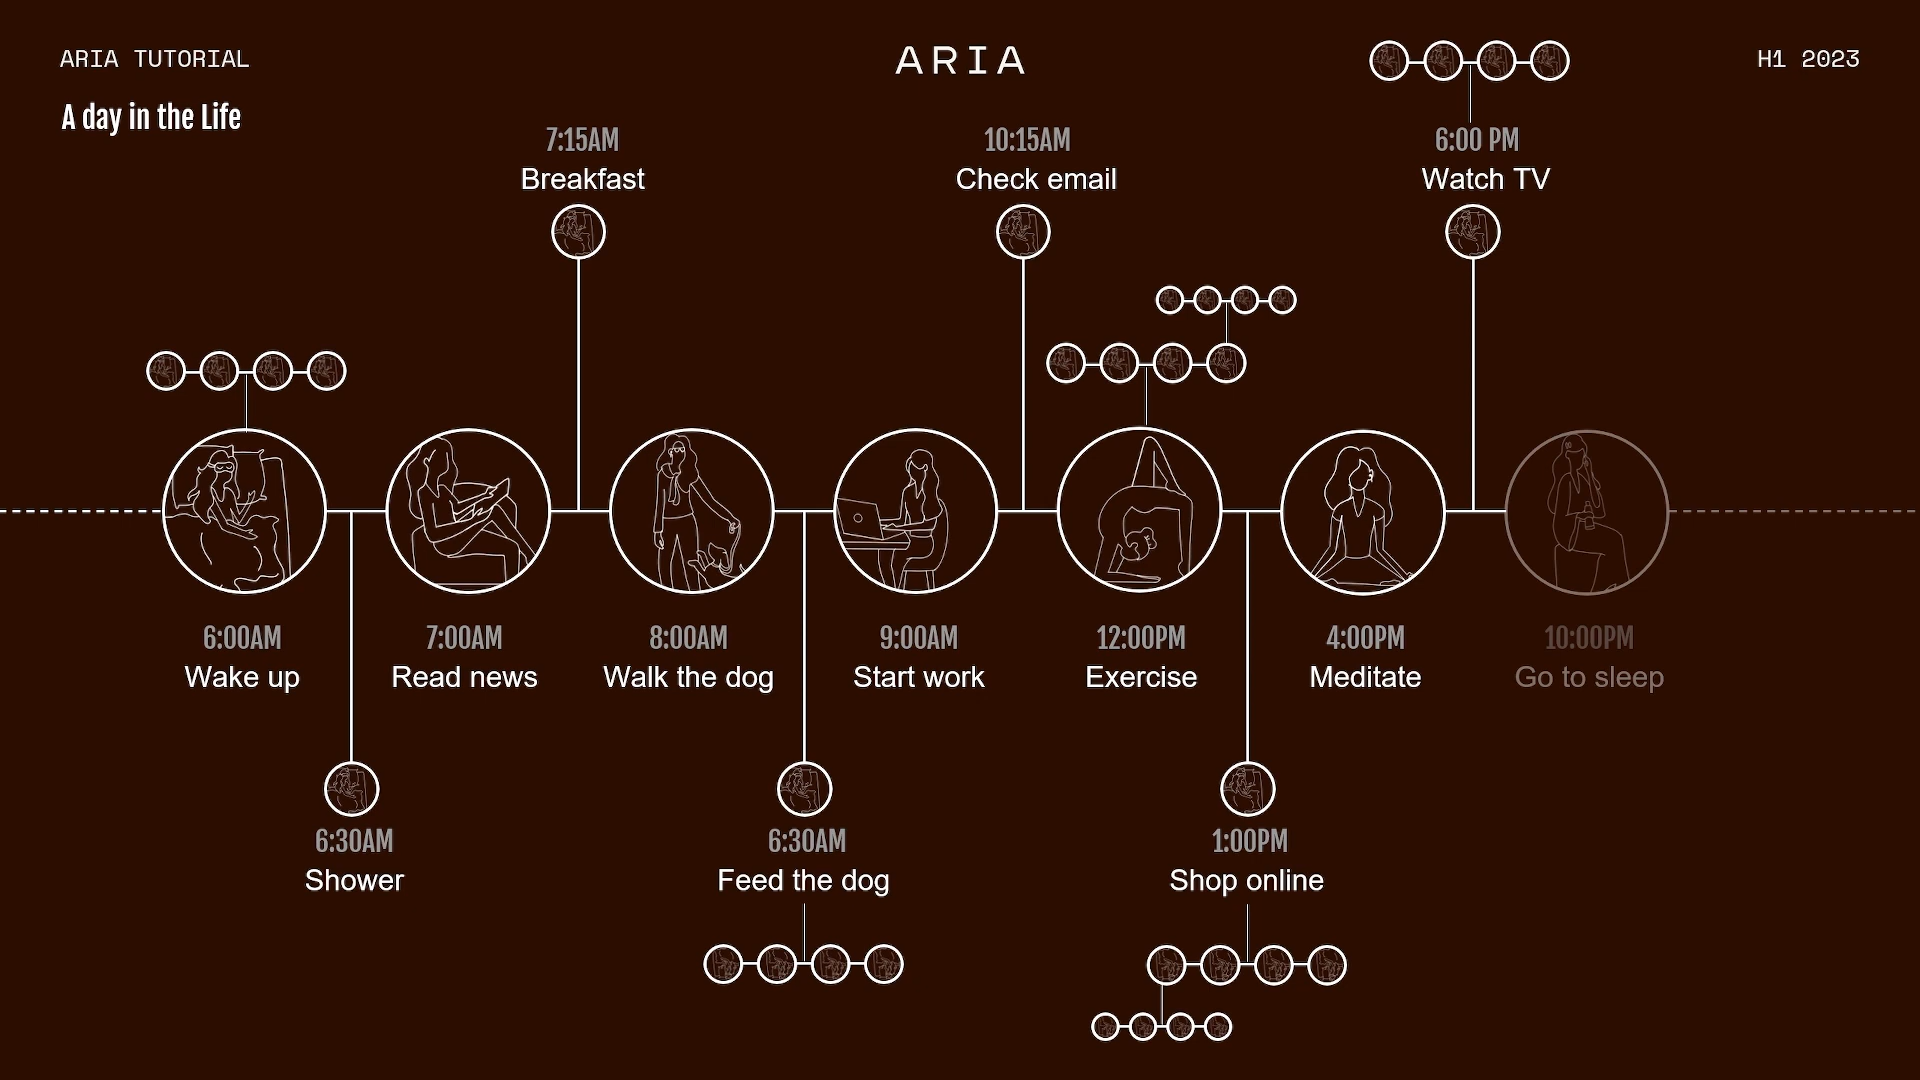 ARIA TUTORIAL
ARIA
H1 2023
A day in the Life
7:15AM
Breakfast
10:15AM
Check email
6:00 PM
Watch TV
6:00AM
Wake up
7:00AM
Read news
8:00AM
Walk the dog
9:00AM
Start work
12:00PM
Exercise
4:00PM
Meditate
10:00PM
Go to sleep
6:30AM
Shower
6:30AM
Feed the dog
1:00PM
Shop online